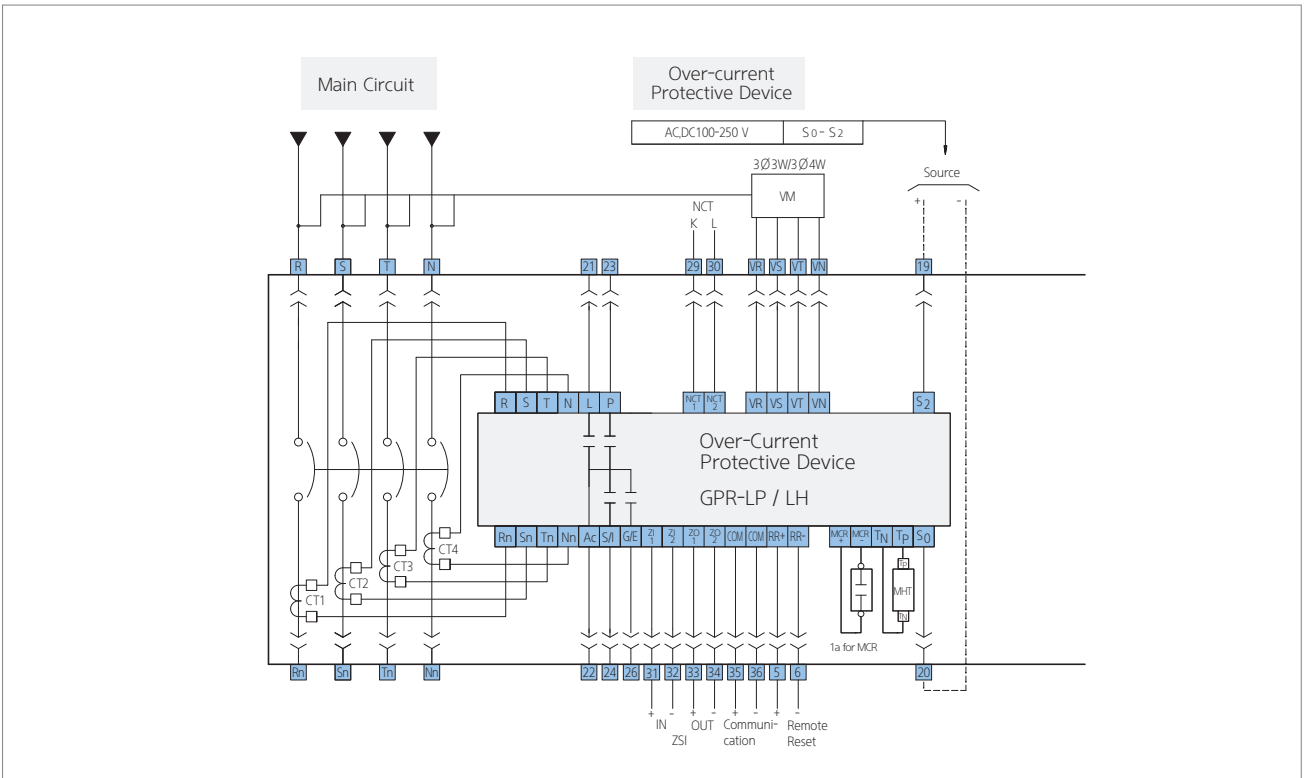 Main Circuit
Over-current
Protective Device
AC,DC100-250 V S0 - S2
3Ø3W/3Ø4W
Source
VM
NCT
K L
+ -
R S T N 21 23 29 30 VR VS VT VN 19
R S T N L P NCT 1 NCT 2 VR VS VT VN S2
Over-Current
Protective Device
GPR-LP / LH
Rn Sn Tn Nn Ac S/I G/E ZI 1 ZI 2 ZO 1 ZO 2 COM COM RR+ RR- MCR + MCR - TN TP S0
CT4
CT3
CT2
CT1
Tp
MHT
TN
1a for MCR
Rn Sn Tn Nn 22 24 26 31 32 33 34 35 36 5 6 20
+ - + - + - + -
IN OUT Communi- Remote
ZSI cation Reset